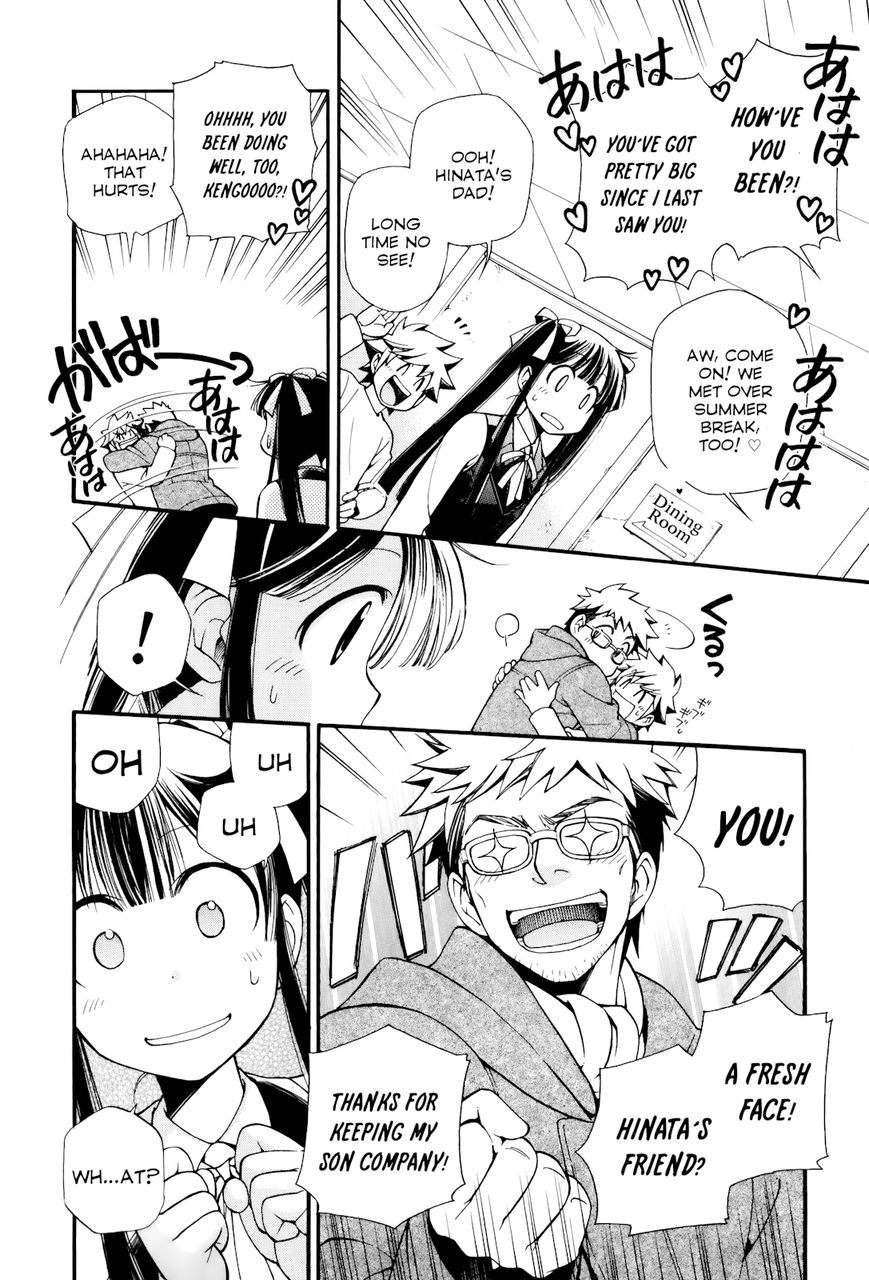 あはは
HOW'VE
YOU
BEEN?!
あはは
YOU'VE GOT
PRETTY BIG
SINCE I LAST
SAW YOU!
OOH!
HINATA'S
DAD!
LONG
TIME NO
SEE!
AW, COME
ON! WE
MET OVER
SUMMER
BREAK,
TOO! ♡
あははは
Dining
Room
OHHHH, YOU
BEEN DOING
WELL, TOO,
KENGOOOO?!
AHAHAHA!
THAT
HURTS!
がばー
あはは
あはは
くるっ
ぎゅ
ぎゅ
!
YOU!
A FRESH
FACE!
HINATA'S
FRIEND?
THANKS FOR
KEEPING MY
SON COMPANY!
UH
OH
UH
WH...AT?